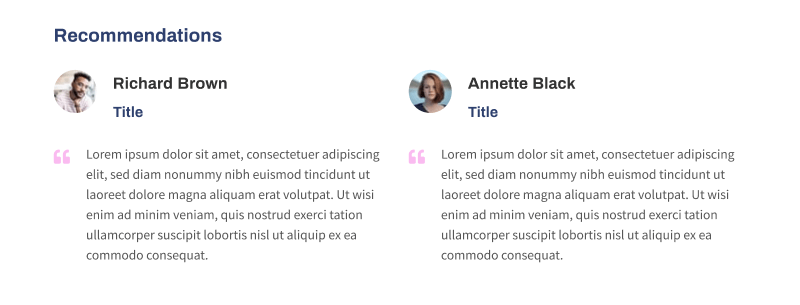 Recommendations
Richard Brown
Title
Lorem ipsum dolor sit amet, consectetuer adipiscing
elit, sed diam nonummy nibh euismod tincidunt ut
laoreet dolore magna aliquam erat volutpat. Ut wisi
enim ad minim veniam, quis nostrud exerci tation
ullamcorper suscipit lobortis nisl ut aliquip ex ea
commodo consequat.
Annette Black
Title
Lorem ipsum dolor sit amet, consectetuer adipiscing
elit, sed diam nonummy nibh euismod tincidunt ut
laoreet dolore magna aliquam erat volutpat. Ut wisi
enim ad minim veniam, quis nostrud exerci tation
ullamcorper suscipit lobortis nisl ut aliquip ex ea
commodo consequat.